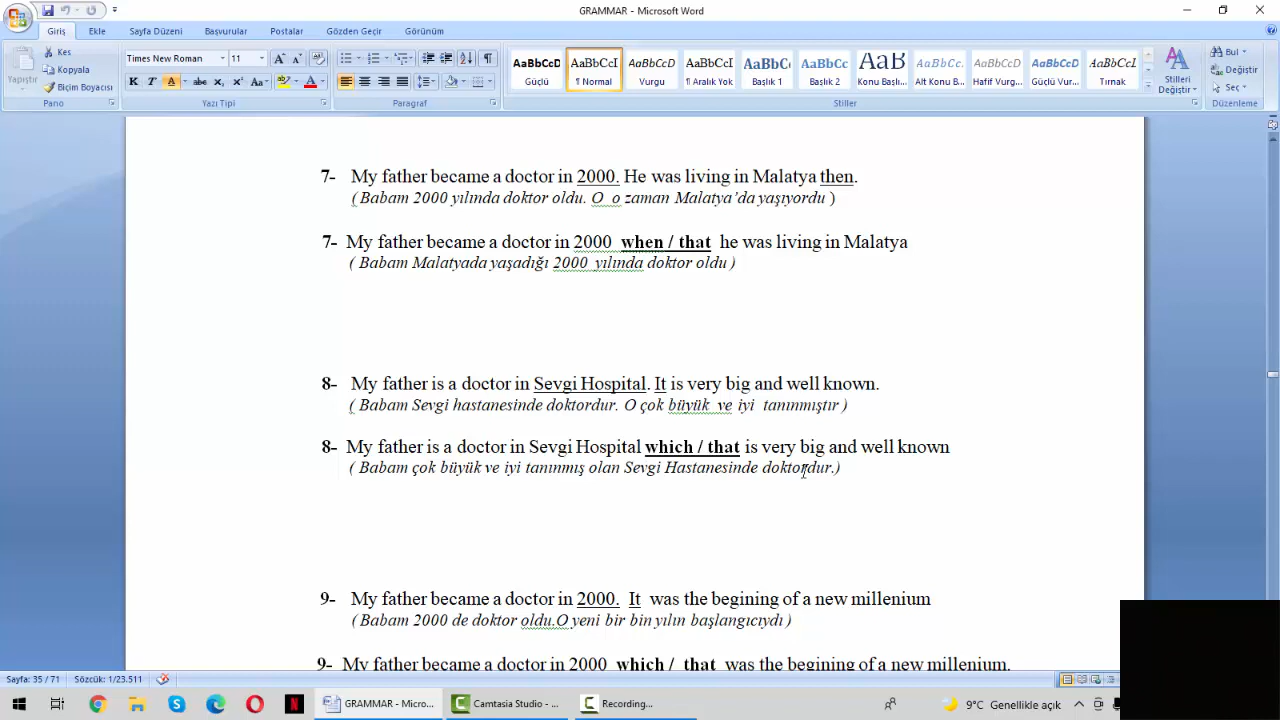 GRAMMAR - Microsoft Word
Giriş Ekle Sayfa Düzeni Başvurular Postalar Gözden Geçir Görünüm
Yapıştır
Kes
Kopyala
Biçim Boyacısı
Pano
Times New Roman 11
K T A abc x Aa A
Yazı Tipi
Paragraf
AaBbCcD AaBbCcI AaBbCcD AaBbCcI AaBbC AaBbCc AaB AaBbCc. AaBbCcD AaBbCcD AaBbCcI
Güçlü ¶ Normal Vurgu ¶ Aralık Yok Başlık 1 Başlık 2 Konu Başlı... Alt Konu B... Hafif Vurg... Güçlü Vur... Tırnak
Stilleri Değiştir
Stiller
Bul
Değiştir
Seç
Düzenleme
7- My father became a doctor in 2000. He was living in Malatya then.
( Babam 2000 yılında doktor oldu. O o zaman Malatya’da yaşıyordu )
7- My father became a doctor in 2000 when / that he was living in Malatya
( Babam Malatyada yaşadığı 2000 yılında doktor oldu )
8- My father is a doctor in Sevgi Hospital. It is very big and well known.
( Babam Sevgi hastanesinde doktordur. O çok büyük ve iyi tanınmıştır )
8- My father is a doctor in Sevgi Hospital which / that is very big and well known
( Babam çok büyük ve iyi tanınmış olan Sevgi Hastanesinde doktordur.)
9- My father became a doctor in 2000. It was the begining of a new millenium
( Babam 2000 de doktor oldu.O yeni bir bin yılın başlangıcıydı )
9- My father became a doctor in 2000 which / that was the begining of a new millenium.
Sayfa: 35 / 71 Sözcük: 1/23.511
GRAMMAR - Micro... Camtasia Studio - ... Recording... 9°C Genellikle açık